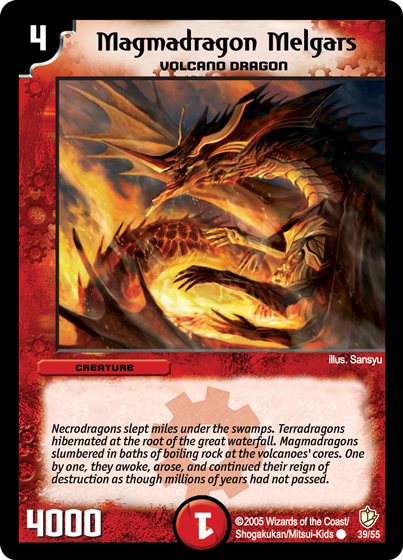 4
Magmadragon Melgars
VOLCANO DRAGON
illus. Sansyu
CREATURE
Necrodragons slept miles under the swamps. Terradragons
hibernated at the root of the great waterfall. Magmadragons
slumbered in baths of boiling rock at the volcanoes' cores. One
by one, they awoke, arose, and continued their reign of
destruction as though millions of years had not passed.
4000
1
©2005 Wizards of the Coast/
Shogakukan/Mitsui-Kids
39/55